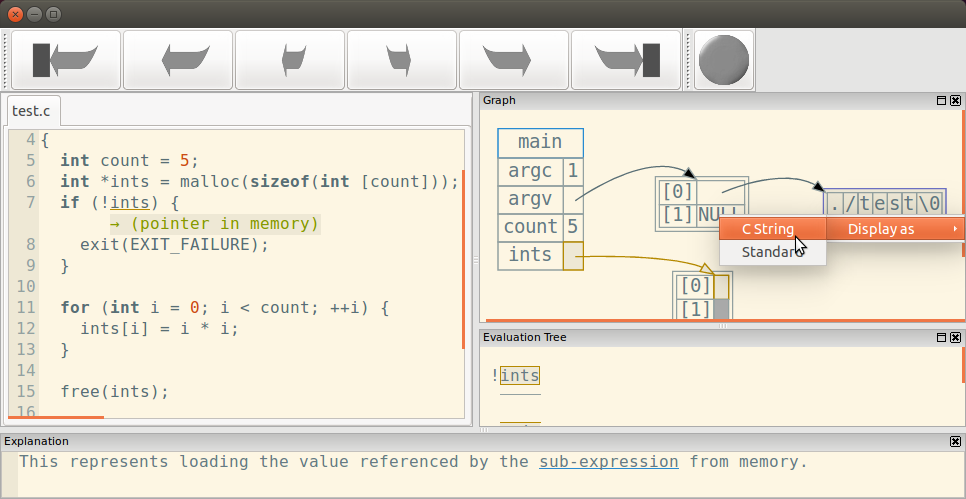 test.c
4 {
5 int count = 5;
6 int *ints = malloc(sizeof(int [count]));
7 if (!ints) {
→ (pointer in memory)
8 exit(EXIT_FAILURE);
9 }
10
11 for (int i = 0; i < count; ++i) {
12 ints[i] = i * i;
13 }
14
15 free(ints);
16
Graph
main
argc 1
argv
count 5
ints
[0]
[1] NULL
./test\0
C String
Standard
Display as
[0]
[1]
Evaluation Tree
!ints
Explanation
This represents loading the value referenced by the sub-expression from memory.